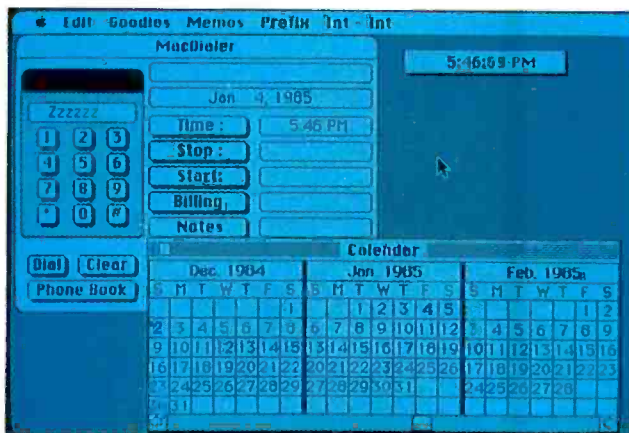 Edit Goodies Memos Prefix Int - Int
MacDialer
5:46:69 PM
Jan 4, 1985
Zzzzzz
Time : 5:46 PM
1 2 3
Stop :
4 5 6
Start:
7 8 9
Billing
* 0 #
Notes
Calendar
Dial Clear
Dec. 1984 Jan 1985 Feb. 1985
Phone Book
S M T W T F S S M T W T F S S M T W T F S
1 1 2 3 4 5 1 2
2 3 4 5 6 7 8 6 7 8 9 10 11 12 3 4 5 6 7 8 9
9 10 11 12 13 14 15 13 14 15 16 17 18 19 10 11 12 13 14 15 16
16 17 18 19 20 21 22 20 21 22 23 24 25 26 17 18 19 20 21 22 23
23 24 25 26 27 28 29 27 28 29 30 31 24 25 26 27 28
30 31